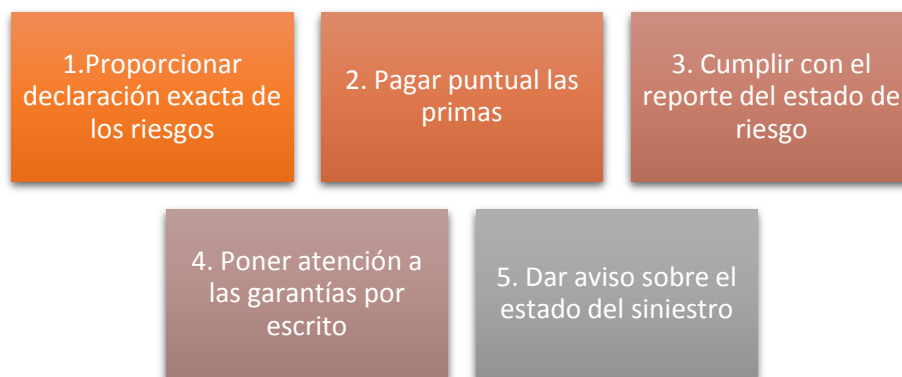 1.Proporcionar
declaración exacta de
los riesgos
2. Pagar puntual las
primas
3. Cumplir con el
reporte del estado de
riesgo
4. Poner atención a
las garantías por
escrito
5. Dar aviso sobre el
estado del siniestro